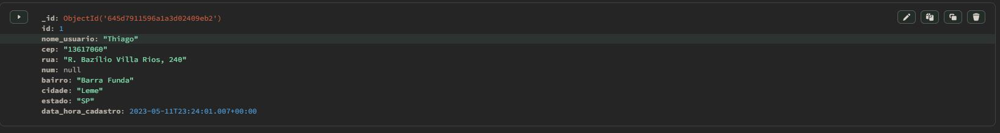 _id: ObjectId('645d7911596a1a3d02409eb2')
id: 1
nome_usuario: "Thiago"
cep: "13617060"
rua: "R. Bazílio Villa Rios, 240"
num: null
bairro: "Barra Funda"
cidade: "Leme"
estado: "SP"
data_hora_cadastro: 2023-05-11T23:24:01.007+00:00